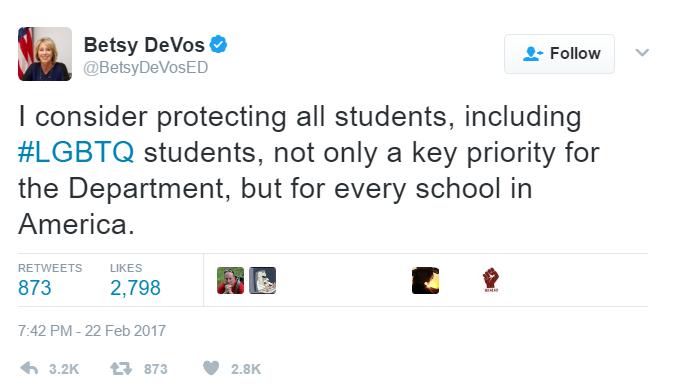 Betsy DeVos
@BetsyDeVosED
Follow
I consider protecting all students, including
#LGBTQ students, not only a key priority for
the Department, but for every school in
America.
RETWEETS LIKES
873 2,798
7:42 PM - 22 Feb 2017
3.2K 873 2.8K